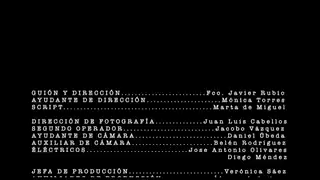 GUIÓN Y DIRECCIÓN......................Fco. Javier Rubio
AYUDANTE DE DIRECCIÓN..................Mónica Torres
SCRIPT.................................Marta de Miguel
DIRECCIÓN DE FOTOGRAFÍA................Juan Luis Cabellos
SEGUNDO OPERADOR.......................Jacobo Vázquez
AYUDANTE DE CÁMARA.....................Daniel Úbeda
AUXILIAR DE CÁMARA.....................Belén Rodríguez
ÉLÉCTRICOS.............................Jose Antonio Olivares
Diego Méndez
JEFA DE PRODUCCIÓN.....................Verónica Sáez